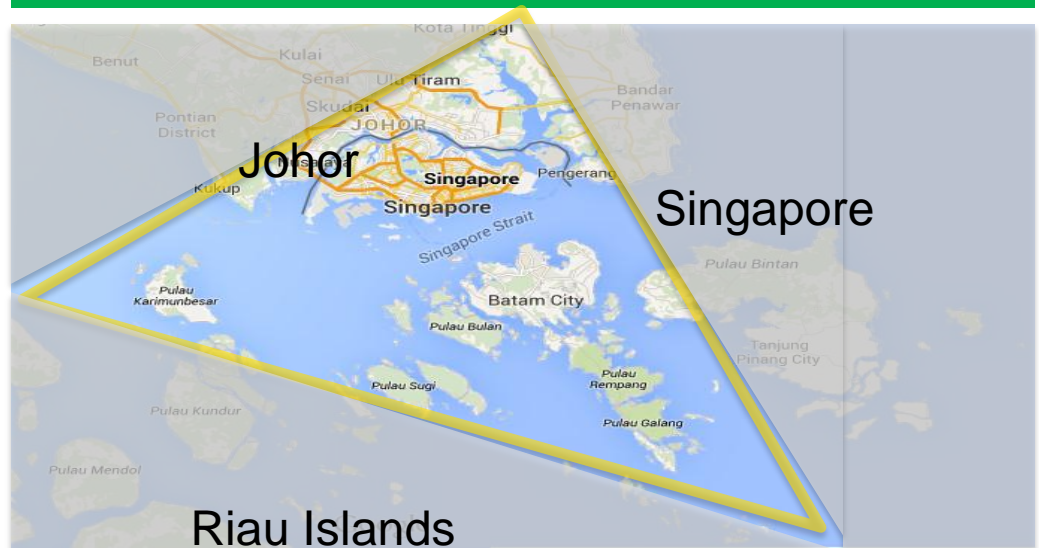 Kota Tinggi
Benut
Kulai
Senai
Ulu Tiram
Bandar
Penawar
Skudai
Pontian
District
JOHOR
Johor
Nusajaya
Kukup
Singapore
Pengerang
Singapore
Singapore
Singapore Strait
Pulau Bintan
Pulau
Karimunbesar
Batam City
Pulau Bulan
Tanjung
Pinang City
Pulau Sugi
Pulau
Rempang
Pulau Kundur
Pulau Galang
Pulau Mendol
Riau Islands